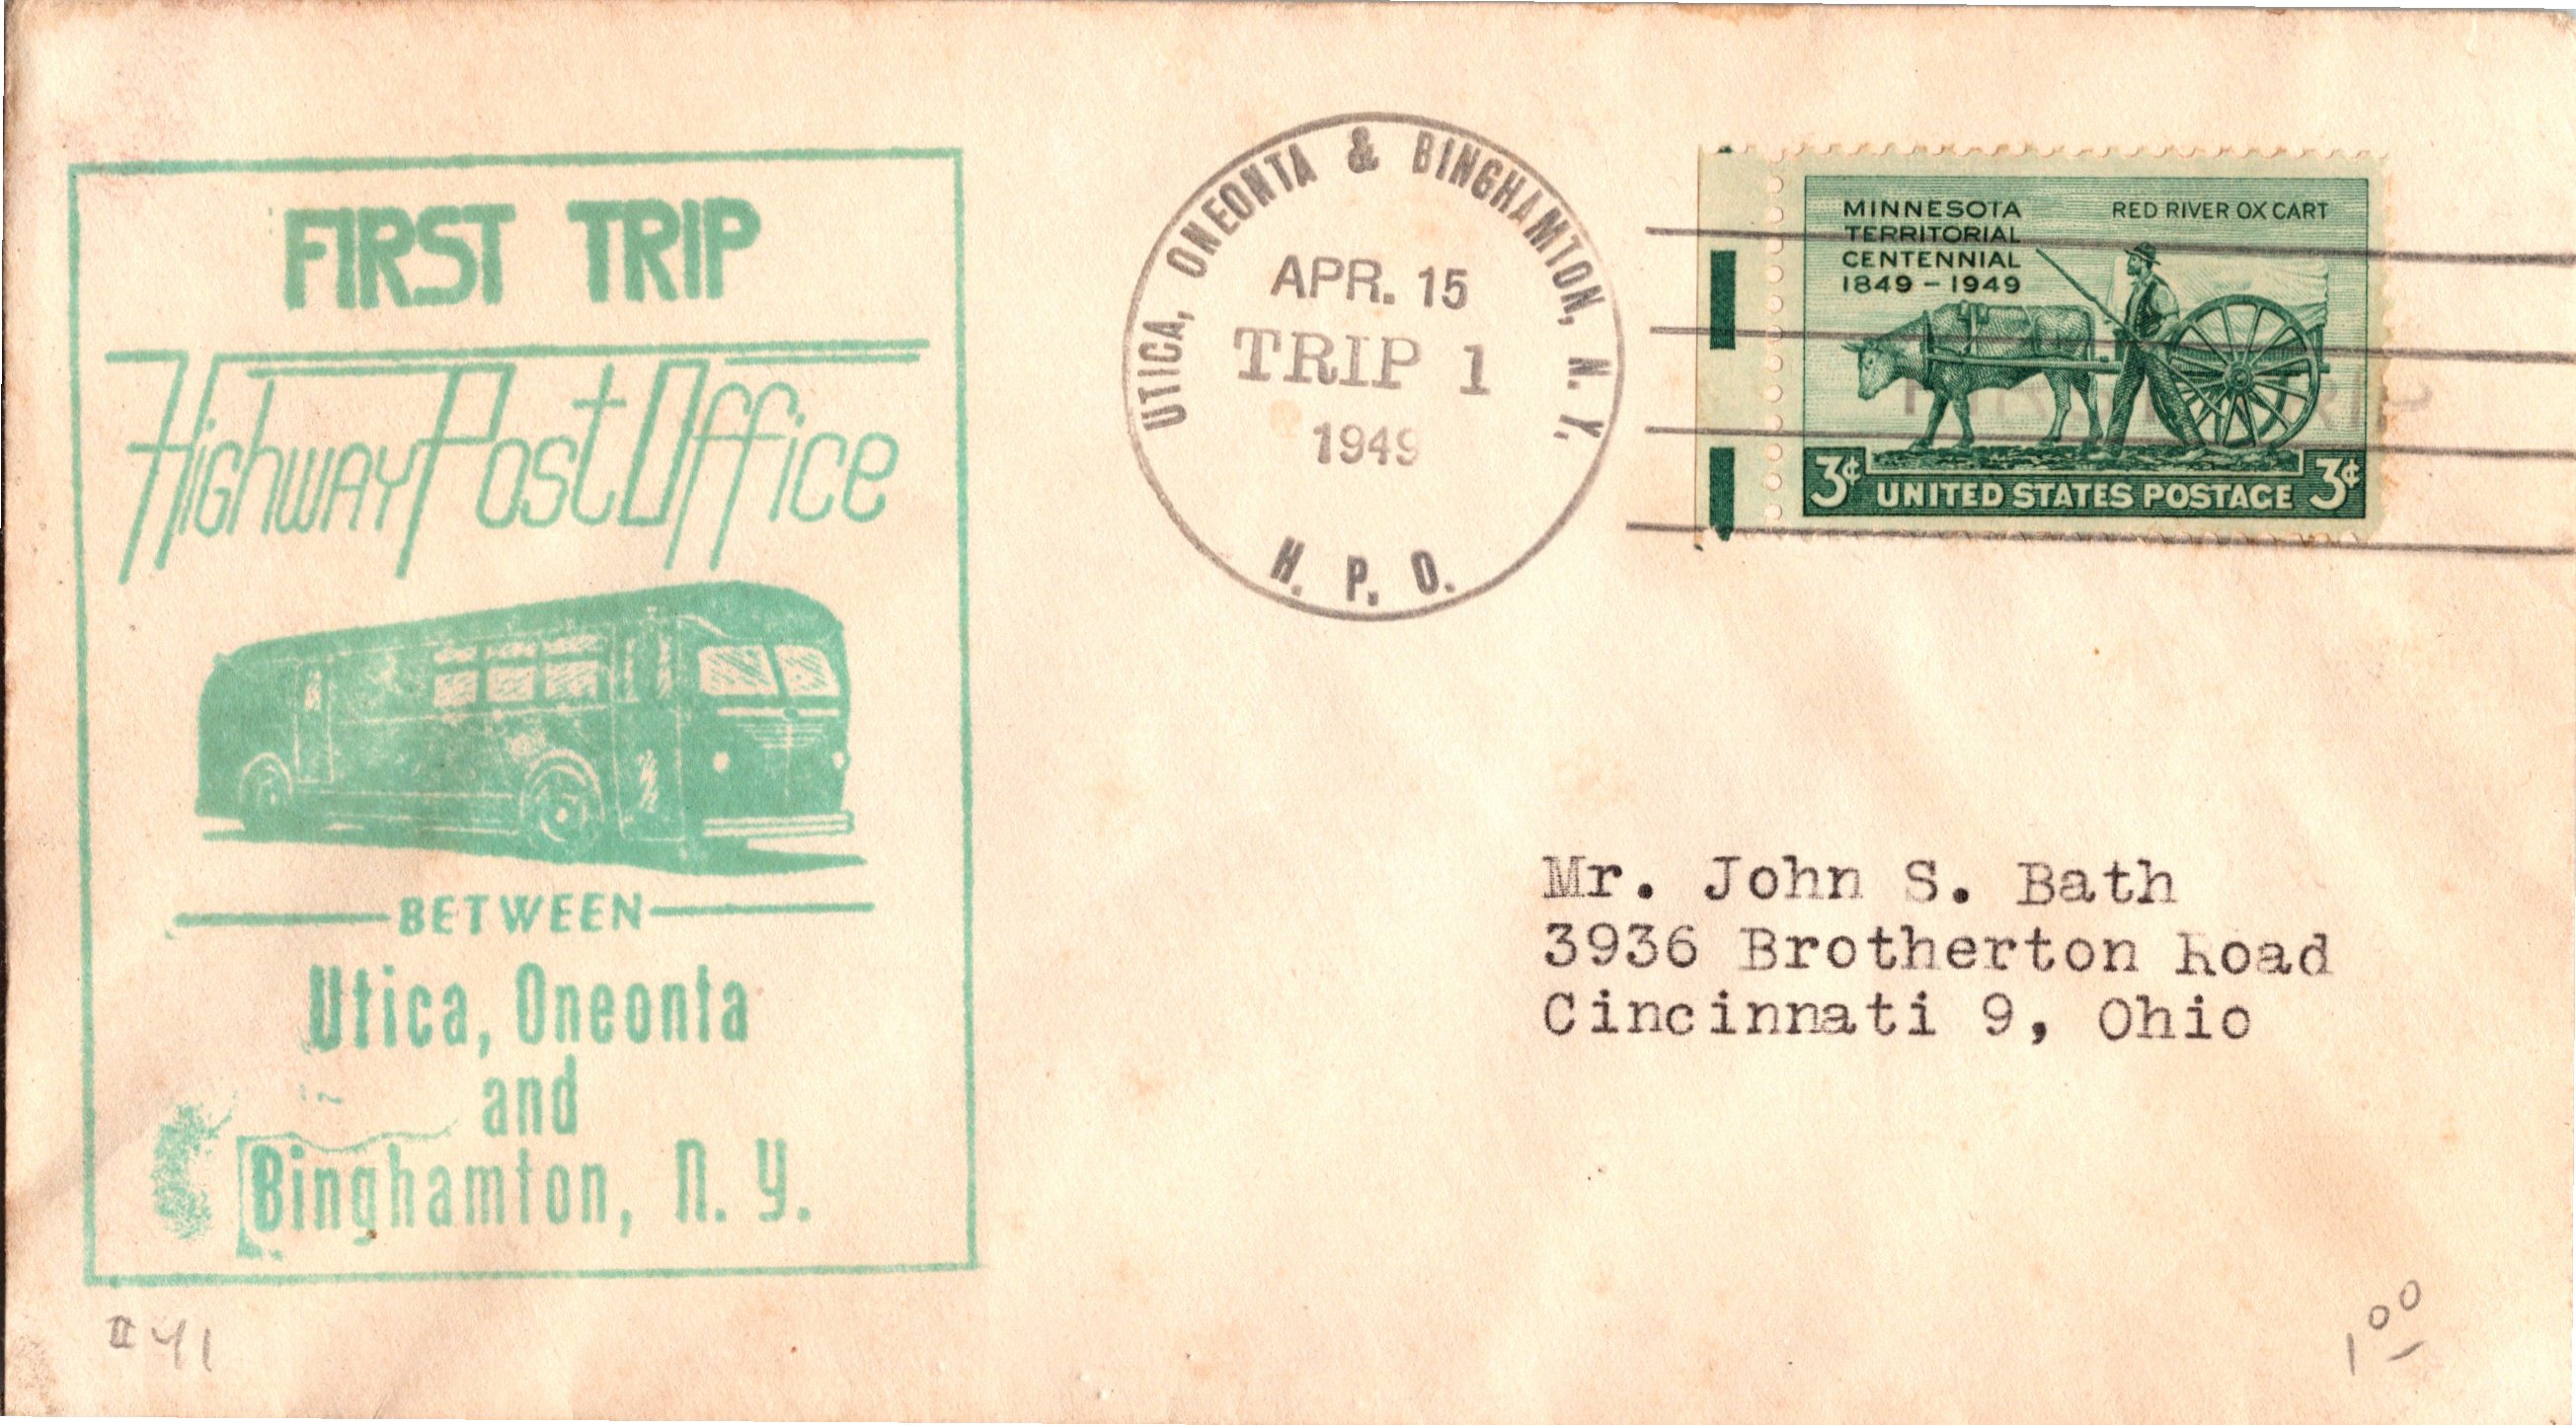 FIRST TRIP
Highway Post Office
BETWEEN
Utica, Oneonta
and
Binghamton, N. Y.
UTICA, ONEONTA & BINGHAMTON, N. Y.
APR. 15
TRIP 1
1949
H. P. O.
MINNESOTA
TERRITORIAL
CENTENNIAL
1849 - 1949
RED RIVER OX CART
3¢ UNITED STATES POSTAGE 3¢
Mr. John S. Bath
3936 Brotherton Road
Cincinnati 9, Ohio
41
1 00